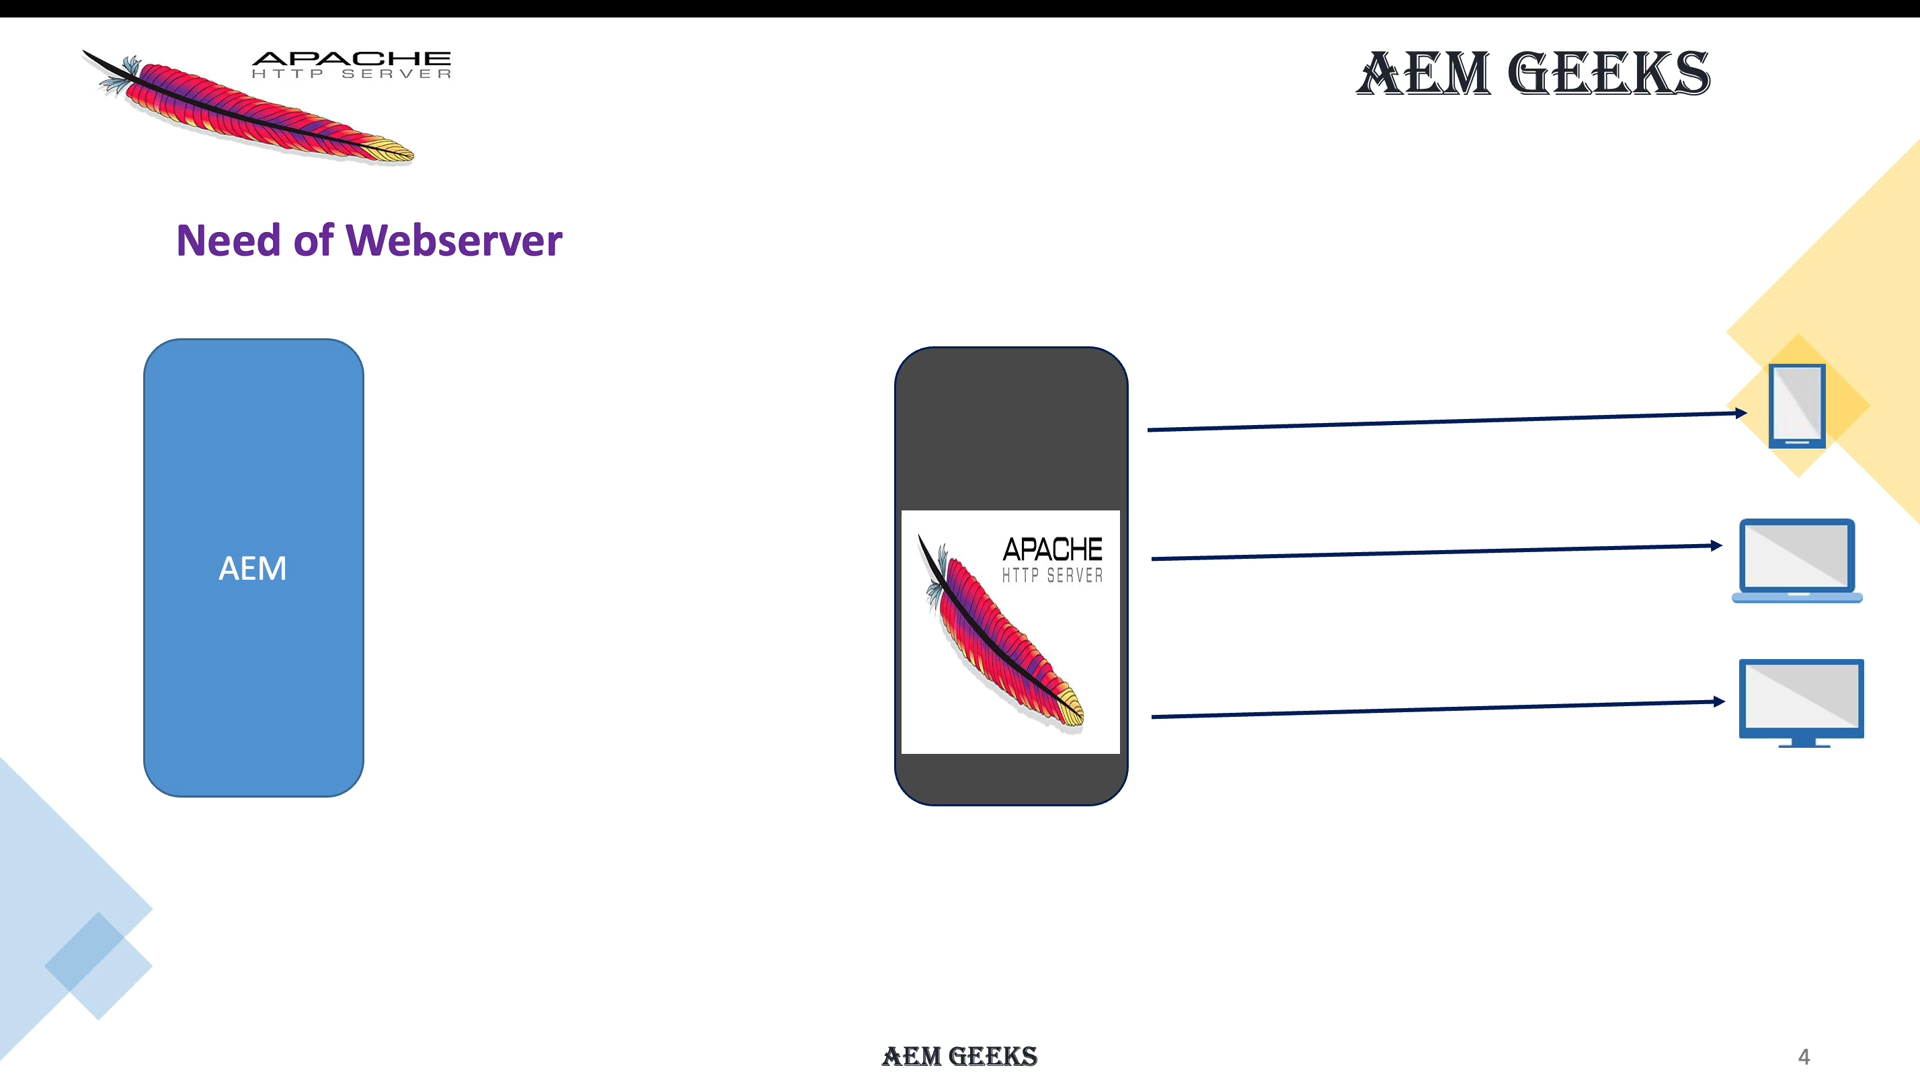 APACHE
HTTP SERVER
AEM GEEKS
Need of Webserver
AEM
APACHE
HTTP SERVER
AEM GEEKS
4